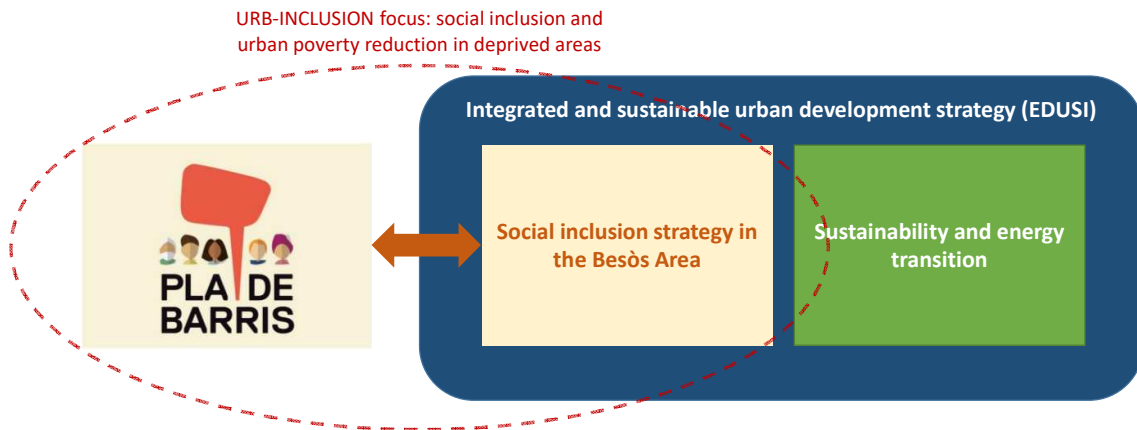 URB-INCLUSION focus: social inclusion and
urban poverty reduction in deprived areas
Integrated and sustainable urban development strategy (EDUSI)
PLA DE
BARRIS
Social inclusion strategy in
the Besòs Area
Sustainability and energy
transition